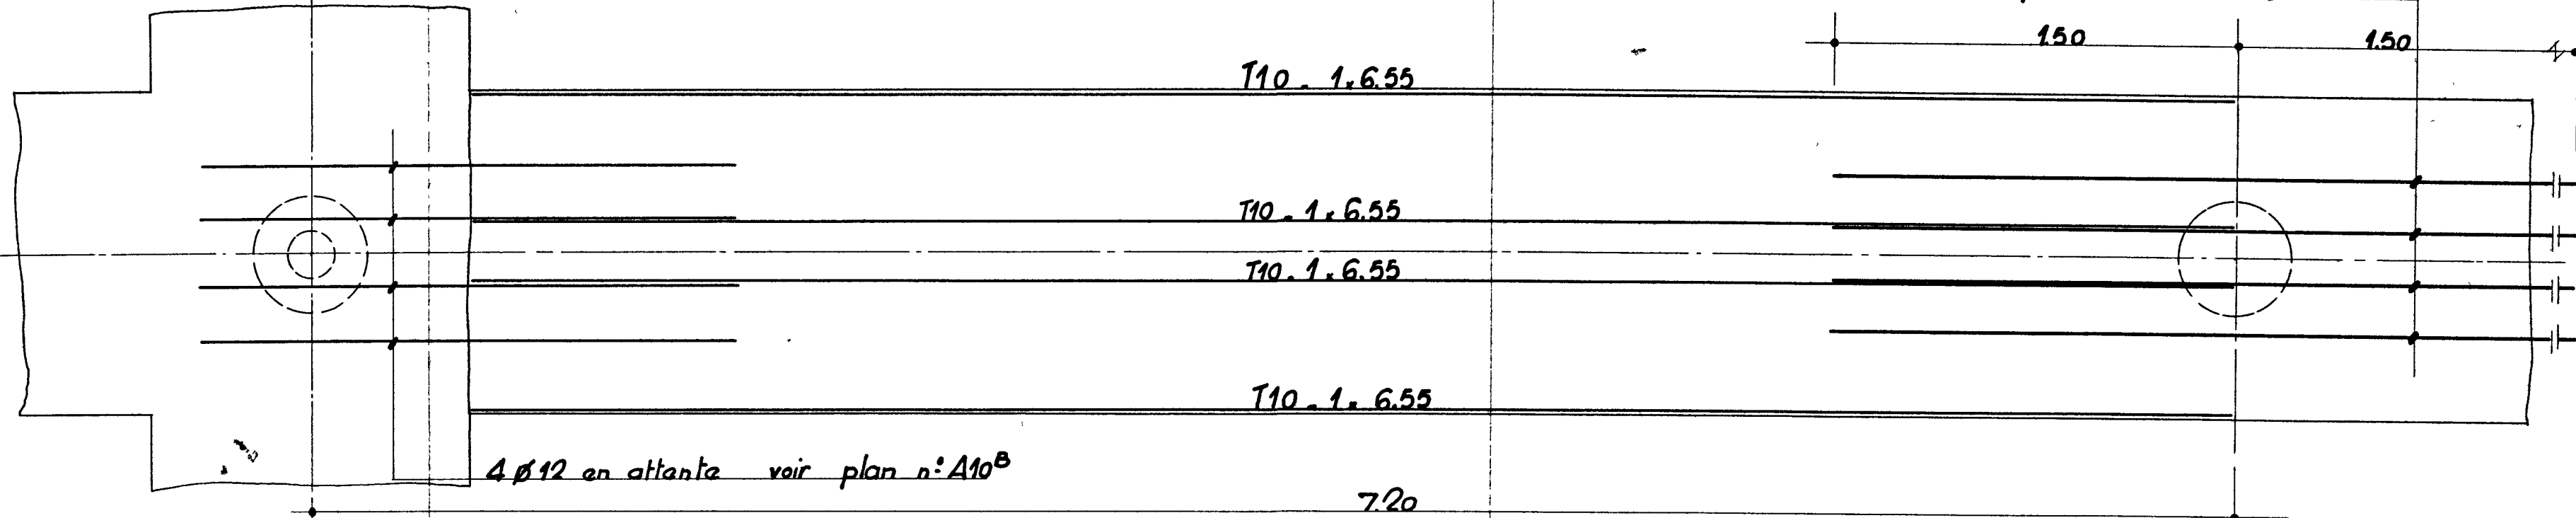 1.50
1.50
T10 - 1 x 6.55
T10 - 1 x 6.55
T10 - 1 x 6.55
T10 - 1 x 6.55
4 Ø 12 en attente voir plan n: A10ᴮ
7.20